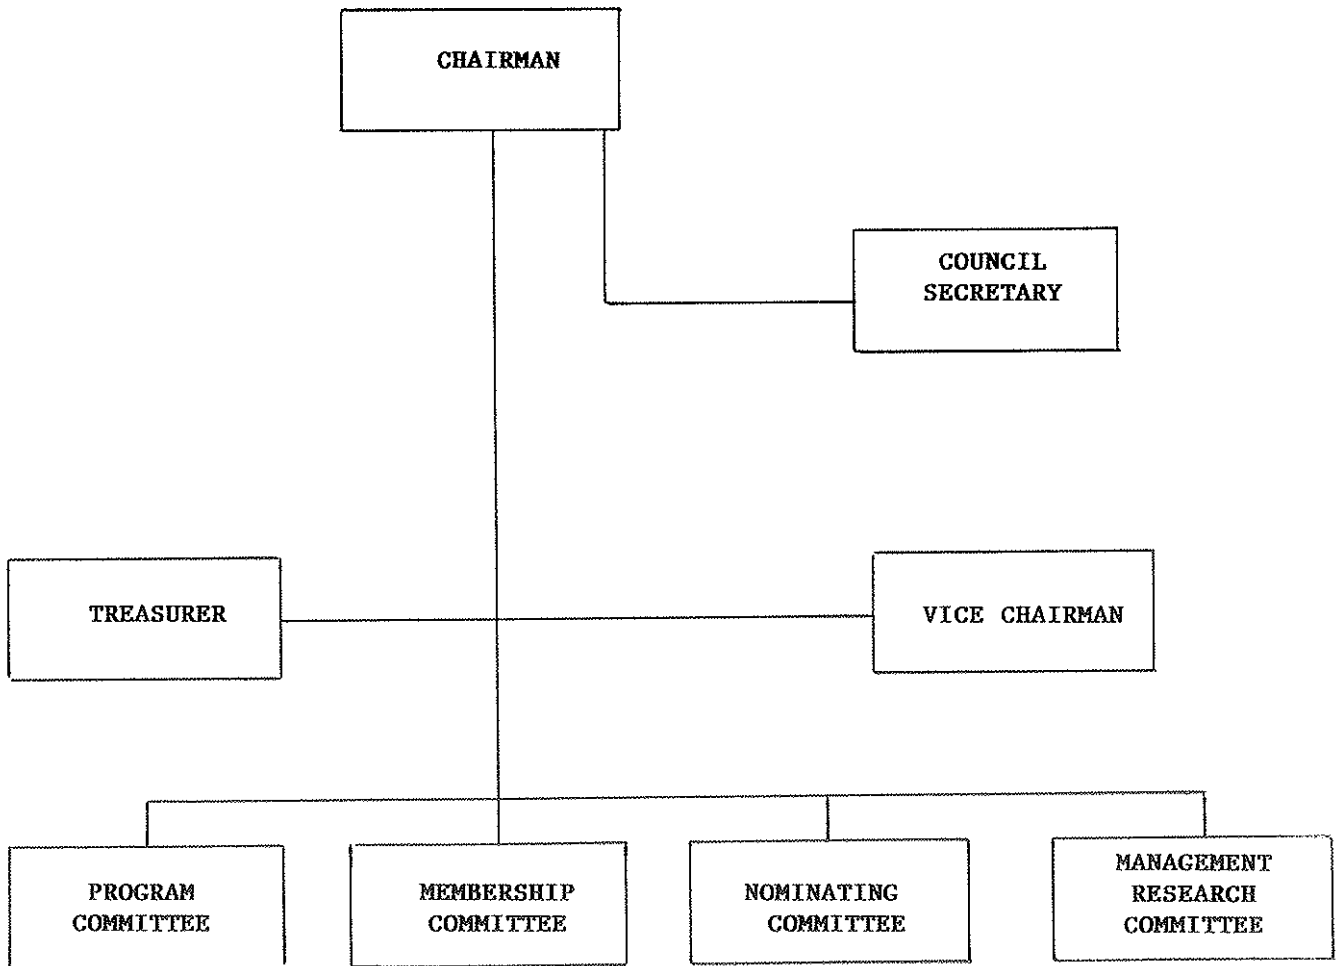 CHAIRMAN
COUNCIL
SECRETARY
TREASURER
VICE CHAIRMAN
PROGRAM
COMMITTEE
MEMBERSHIP
COMMITTEE
NOMINATING
COMMITTEE
MANAGEMENT
RESEARCH
COMMITTEE